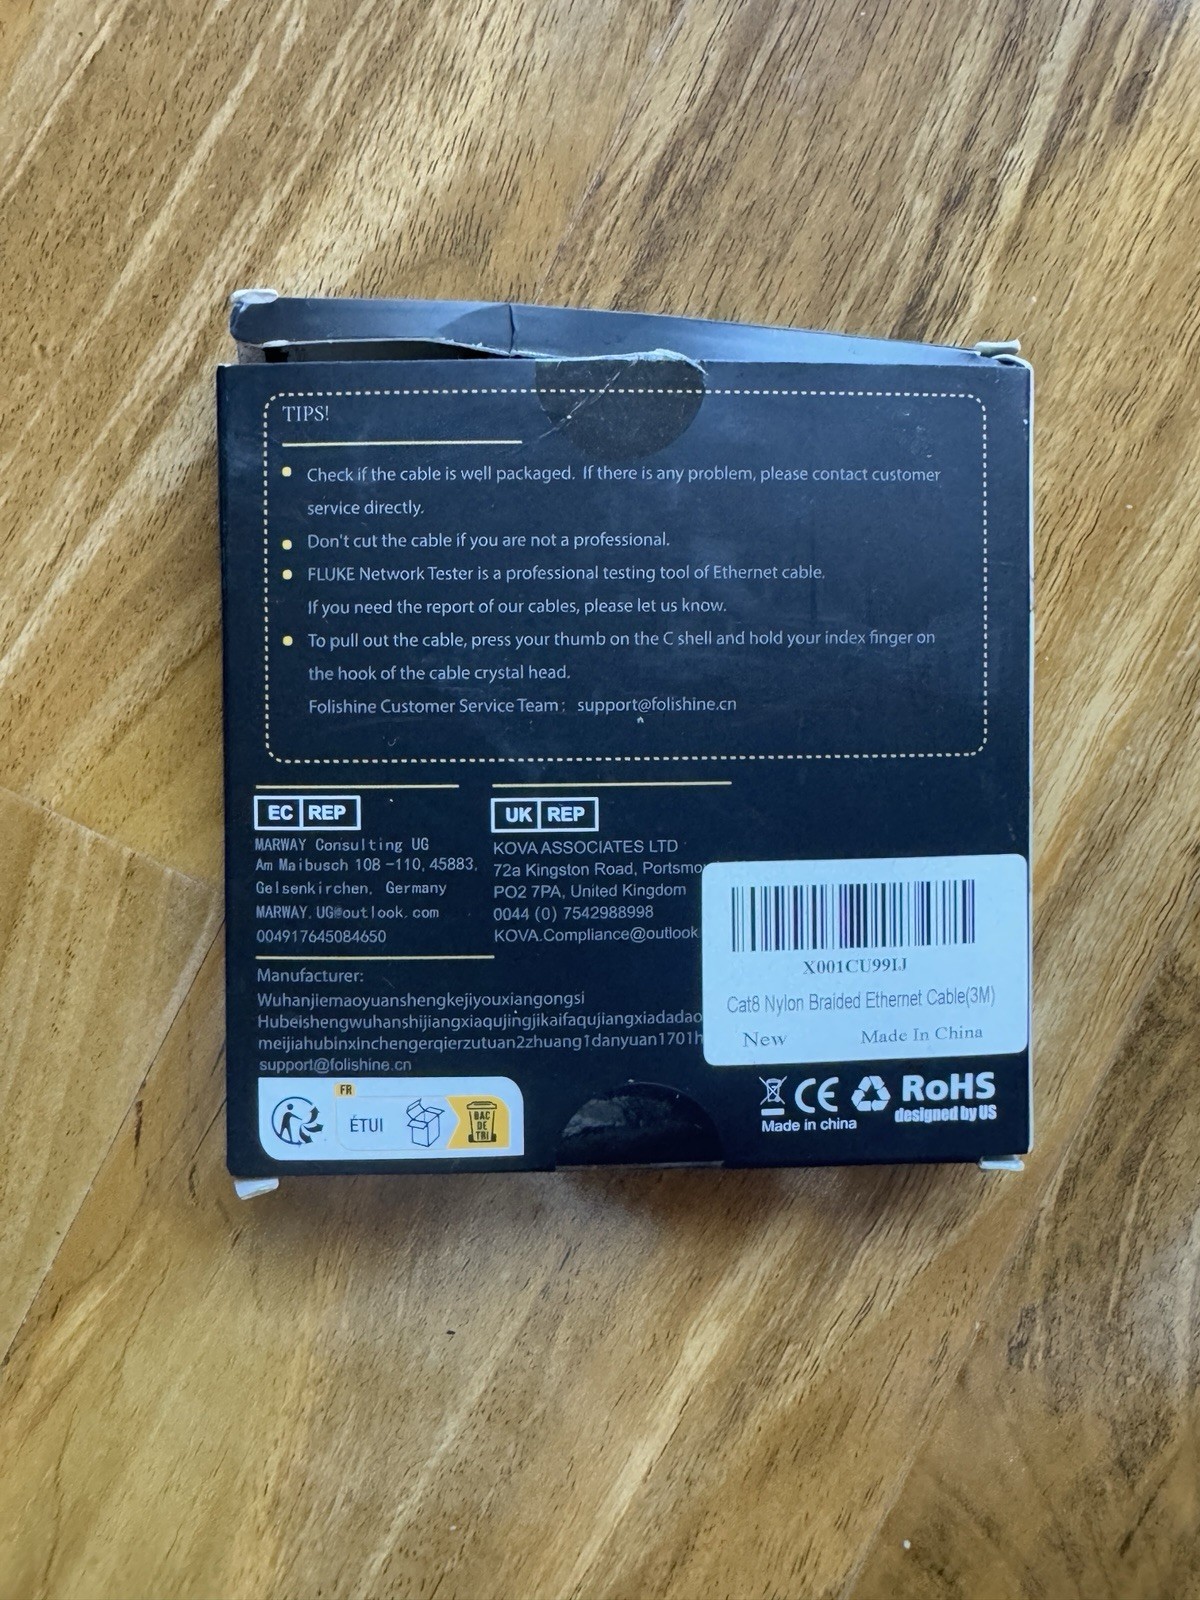 TIPS!
Check if the cable is well packaged. If there is any problem, please contact customer
service directly.
Don't cut the cable if you are not a professional.
FLUKE Network Tester is a professional testing tool of Ethernet cable.
If you need the report of our cables, please let us know.
To pull out the cable, press your thumb on the C shell and hold your index finger on
the hook of the cable crystal head.
Folishine Customer Service Team: support@folishine.cn
EC REP
MARWAY Consulting UG
Am Maibusch 108-110, 45883,
Gelsenkirchen, Germany
MARWAY.UG@outlook.com
004917645084650
UK REP
KOVA ASSOCIATES LTD
72a Kingston Road, Portsmo
PO2 7PA, United Kingdom
0044 (0) 7542988998
KOVA.Compliance@outlook
Manufacturer:
Wuhanjiemaoyuanshengkejiyouxiangongsi
Hubeishengwuhanshijiangxiaqujingjikaifaqujiangxiadadao
meijiahubinxinchengerqierzutuan2zhuang1danyuan1701h
support@folishine.cn
X001CU99IJ
Cat8 Nylon Braided Ethernet Cable(3M)
New Made In China
FR
ÉTUI
BAC
DE
TRI
CE RoHS
designed by US
Made in china